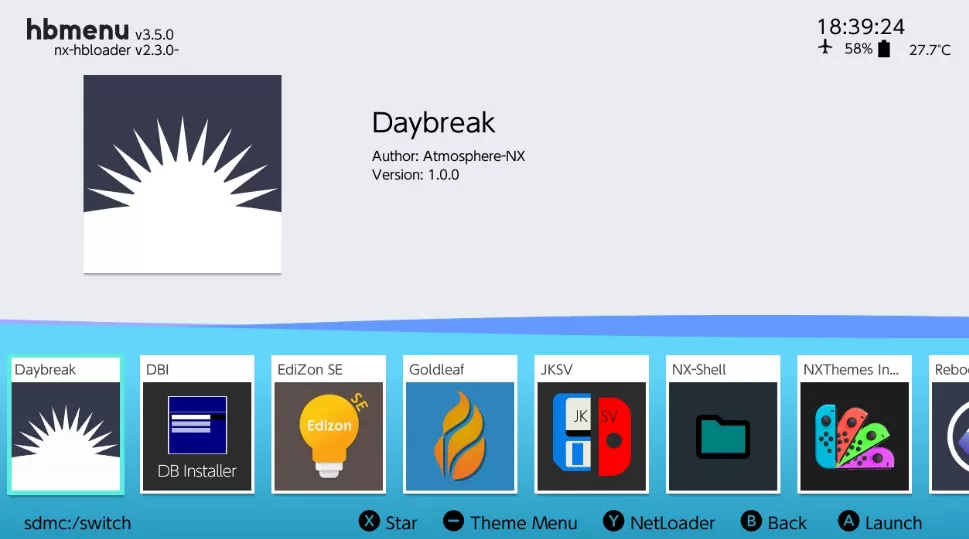 hbmenu v3.5.0
nx-hbloader v2.3.0-
18:39:24
58% 27.7°C
Daybreak
Author: Atmosphere-NX
Version: 1.0.0
Daybreak DBI EdiZon SE Goldleaf JKSV NX-Shell NXThemes In... Reboo
SE
EdIzon
JK SV
DB Installer
sdmc:/switch X Star − Theme Menu Y NetLoader B Back A Launch